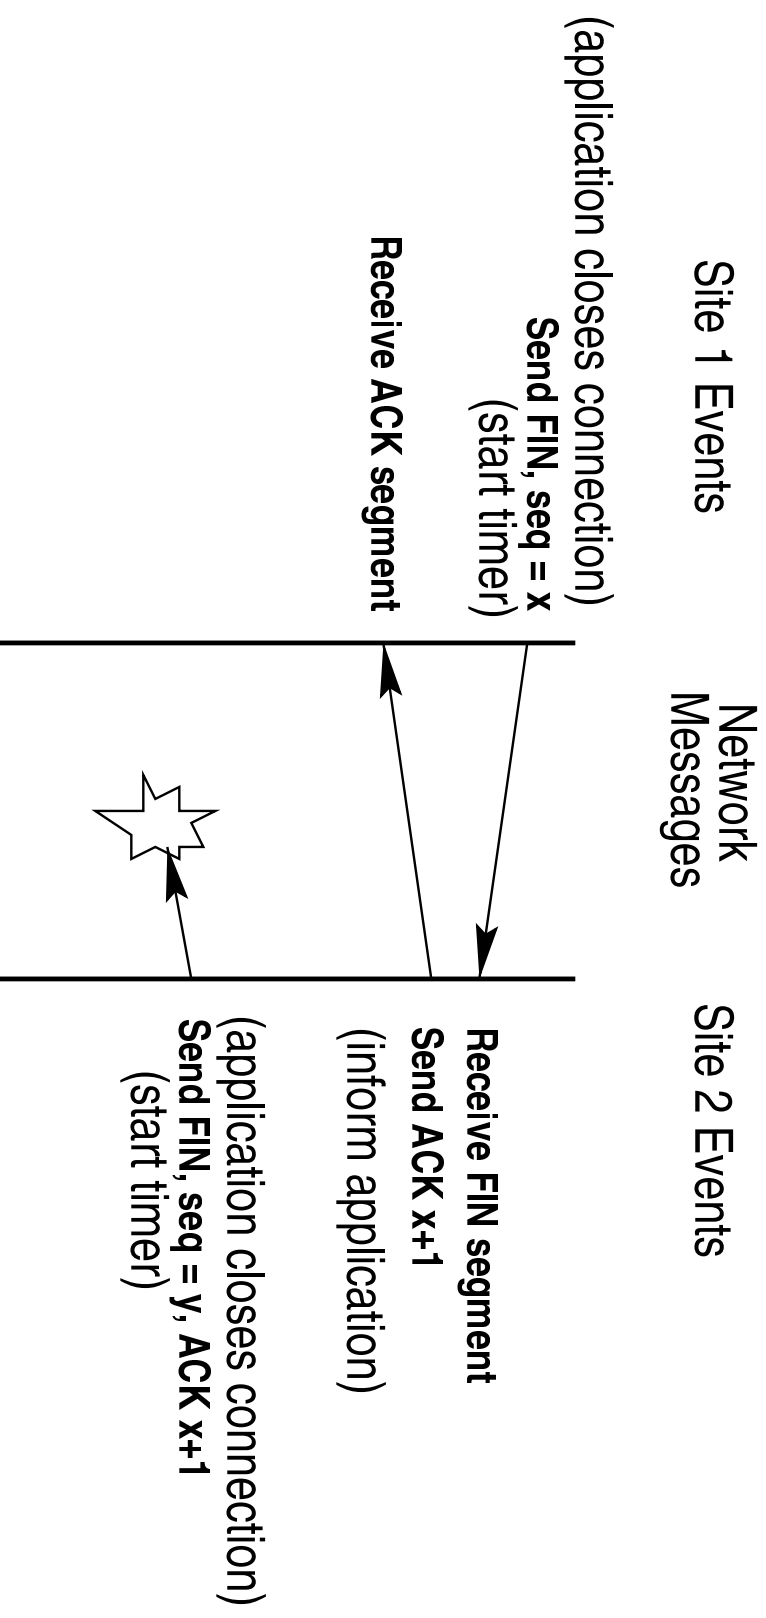 Site 1 Events
Network
Messages
Site 2 Events
(application closes connection)
Send FIN, seq = x
(start timer)
Receive FIN segment
Send ACK x+1
Receive ACK segment
(inform application)
(application closes connection)
Send FIN, seq = y, ACK x+1
(start timer)